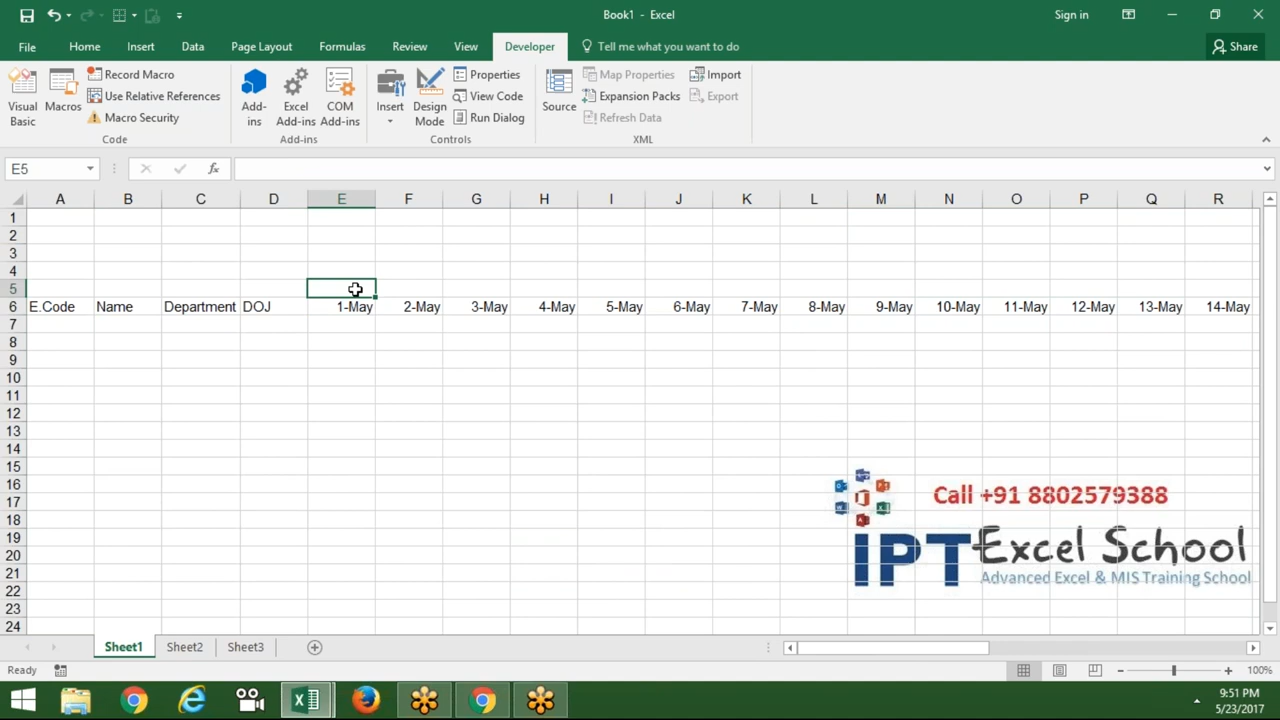 Book1 - Excel
Sign in
File Home Insert Data Page Layout Formulas Review View Developer Tell me what you want to do Share
Visual Basic
Macros
Record Macro
Use Relative References
Macro Security
Code
Add-ins
Excel Add-ins
COM Add-ins
Add-ins
Insert
Design Mode
Properties
View Code
Run Dialog
Controls
Source
Map Properties
Expansion Packs
Refresh Data
Import
Export
XML
E5
fx
A B C D E F G H I J K L M N O P Q R
1
2
3
4
5
6 E.Code Name Department DOJ 1-May 2-May 3-May 4-May 5-May 6-May 7-May 8-May 9-May 10-May 11-May 12-May 13-May 14-May
7
8
9
10
11
12
13
14
15
16
17
18
19
20
21
22
23
24
Call +91 8802579388
IPT Excel School
Advanced Excel & MIS Training School
Sheet1 Sheet2 Sheet3
Ready
100%
9:51 PM
5/23/2017